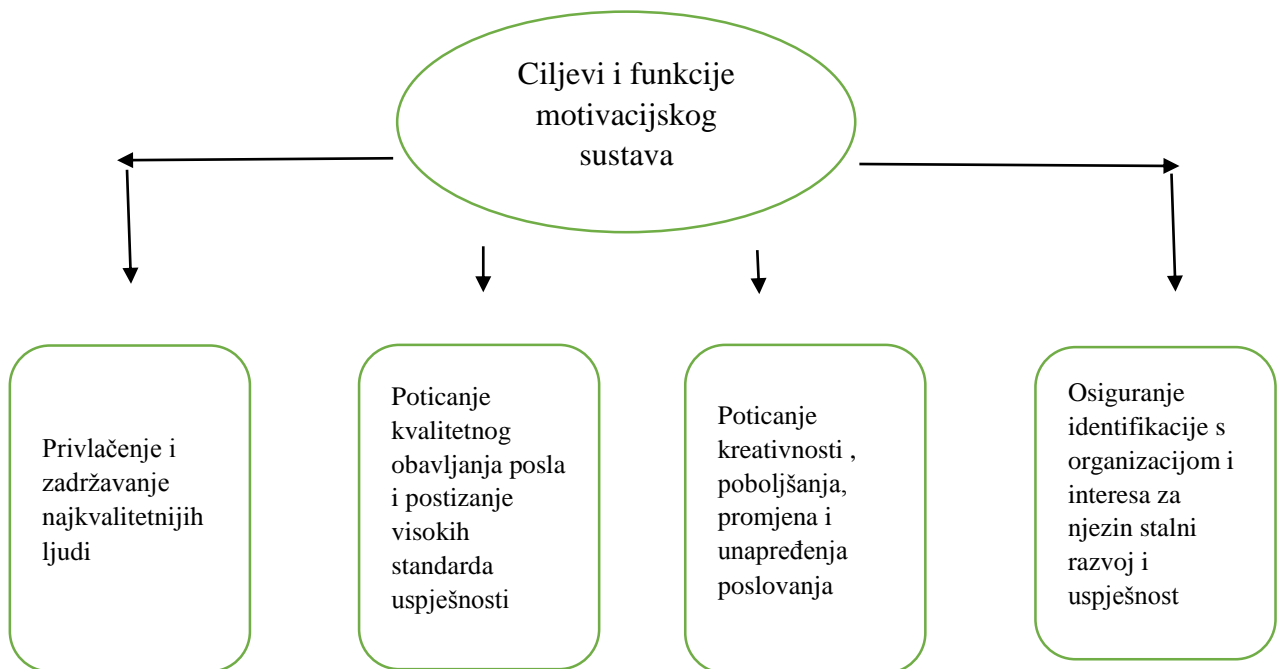 Ciljevi i funkcije
motivacijskog
sustava
Privlačenje i
zadržavanje
najkvalitetnijih
ljudi
Poticanje
kvalitetnog
obavljanja posla
i postizanje
visokih
standarda
uspješnosti
Poticanje
kreativnosti ,
poboljšanja,
promjena i
unapređenja
poslovanja
Osiguranje
identifikacije s
organizacijom i
interesa za
njezin stalni
razvoj i
uspješnost